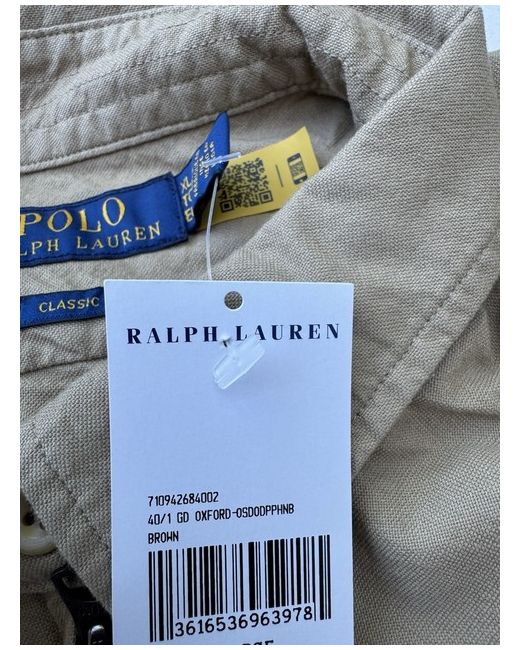 POLO
RALPH LAUREN
CLASSIC
XL
RALPH LAUREN
710942684002
40/1 GD OXFORD-OSDODPPHNB
BROWN
3616536963978